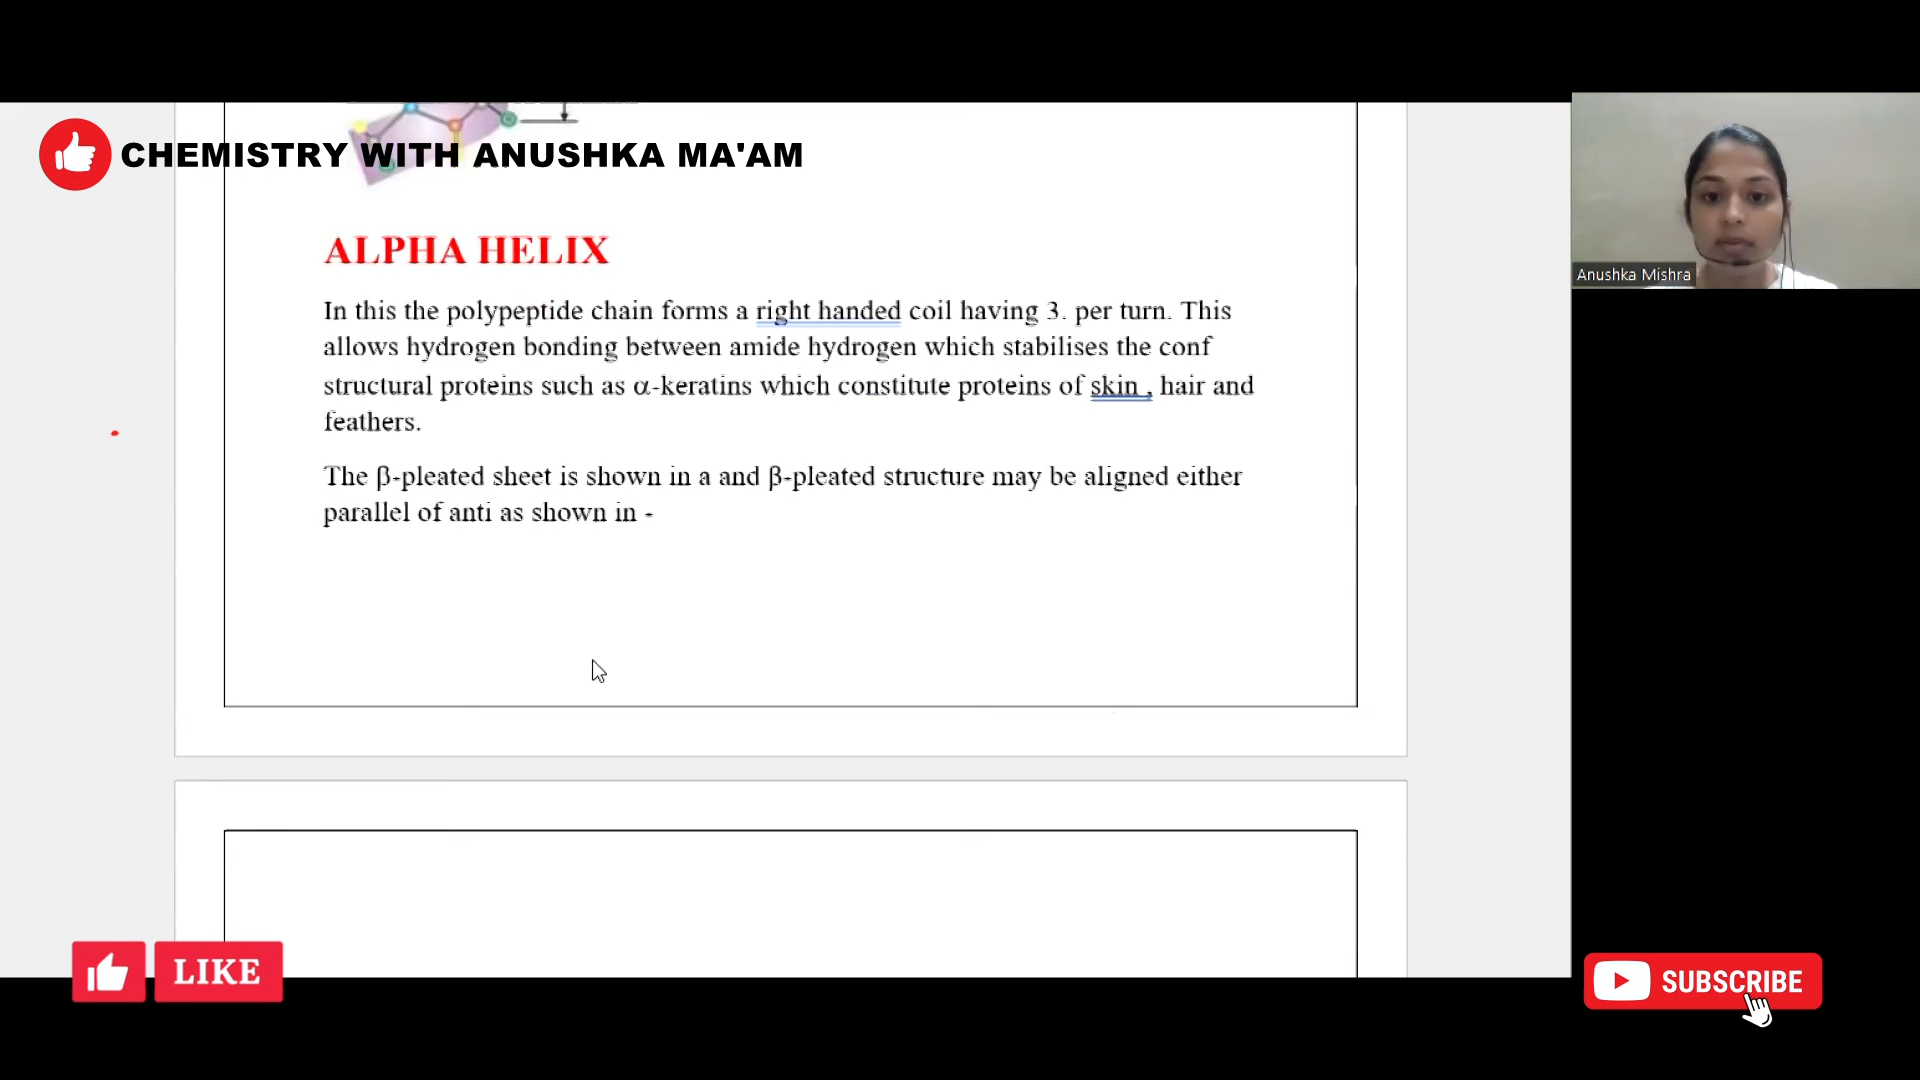 CHEMISTRY WITH ANUSHKA MA'AM
Anushka Mishra
ALPHA HELIX
In this the polypeptide chain forms a right handed coil having 3. per turn. This
allows hydrogen bonding between amide hydrogen which stabilises the conf
structural proteins such as α-keratins which constitute proteins of skin , hair and
feathers.
The β-pleated sheet is shown in a and β-pleated structure may be aligned either
parallel of anti as shown in -
LIKE
SUBSCRIBE